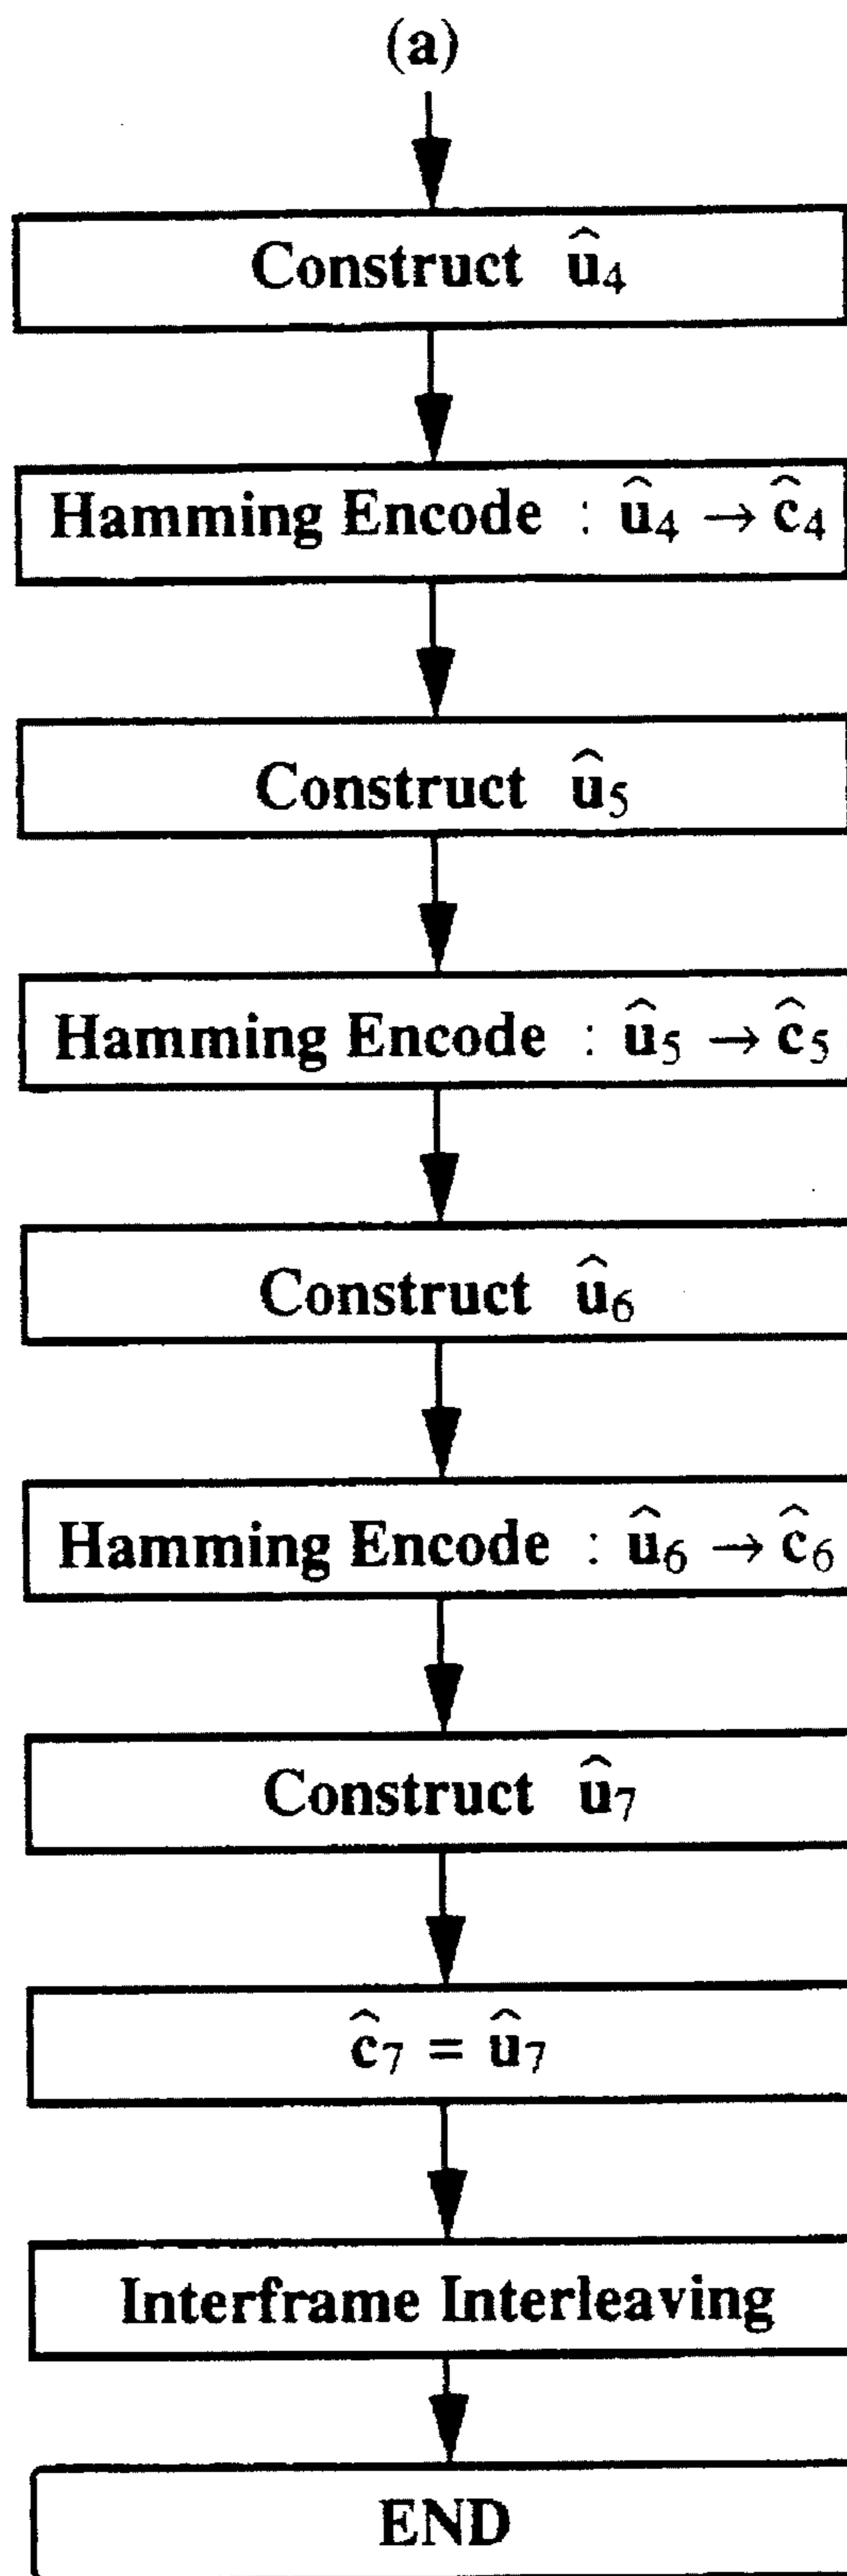 (a)
Construct û₄
Hamming Encode : û₄ → ĉ₄
Construct û₅
Hamming Encode : û₅ → ĉ₅
Construct û₆
Hamming Encode : û₆ → ĉ₆
Construct û₇
ĉ₇ = û₇
Interframe Interleaving
END